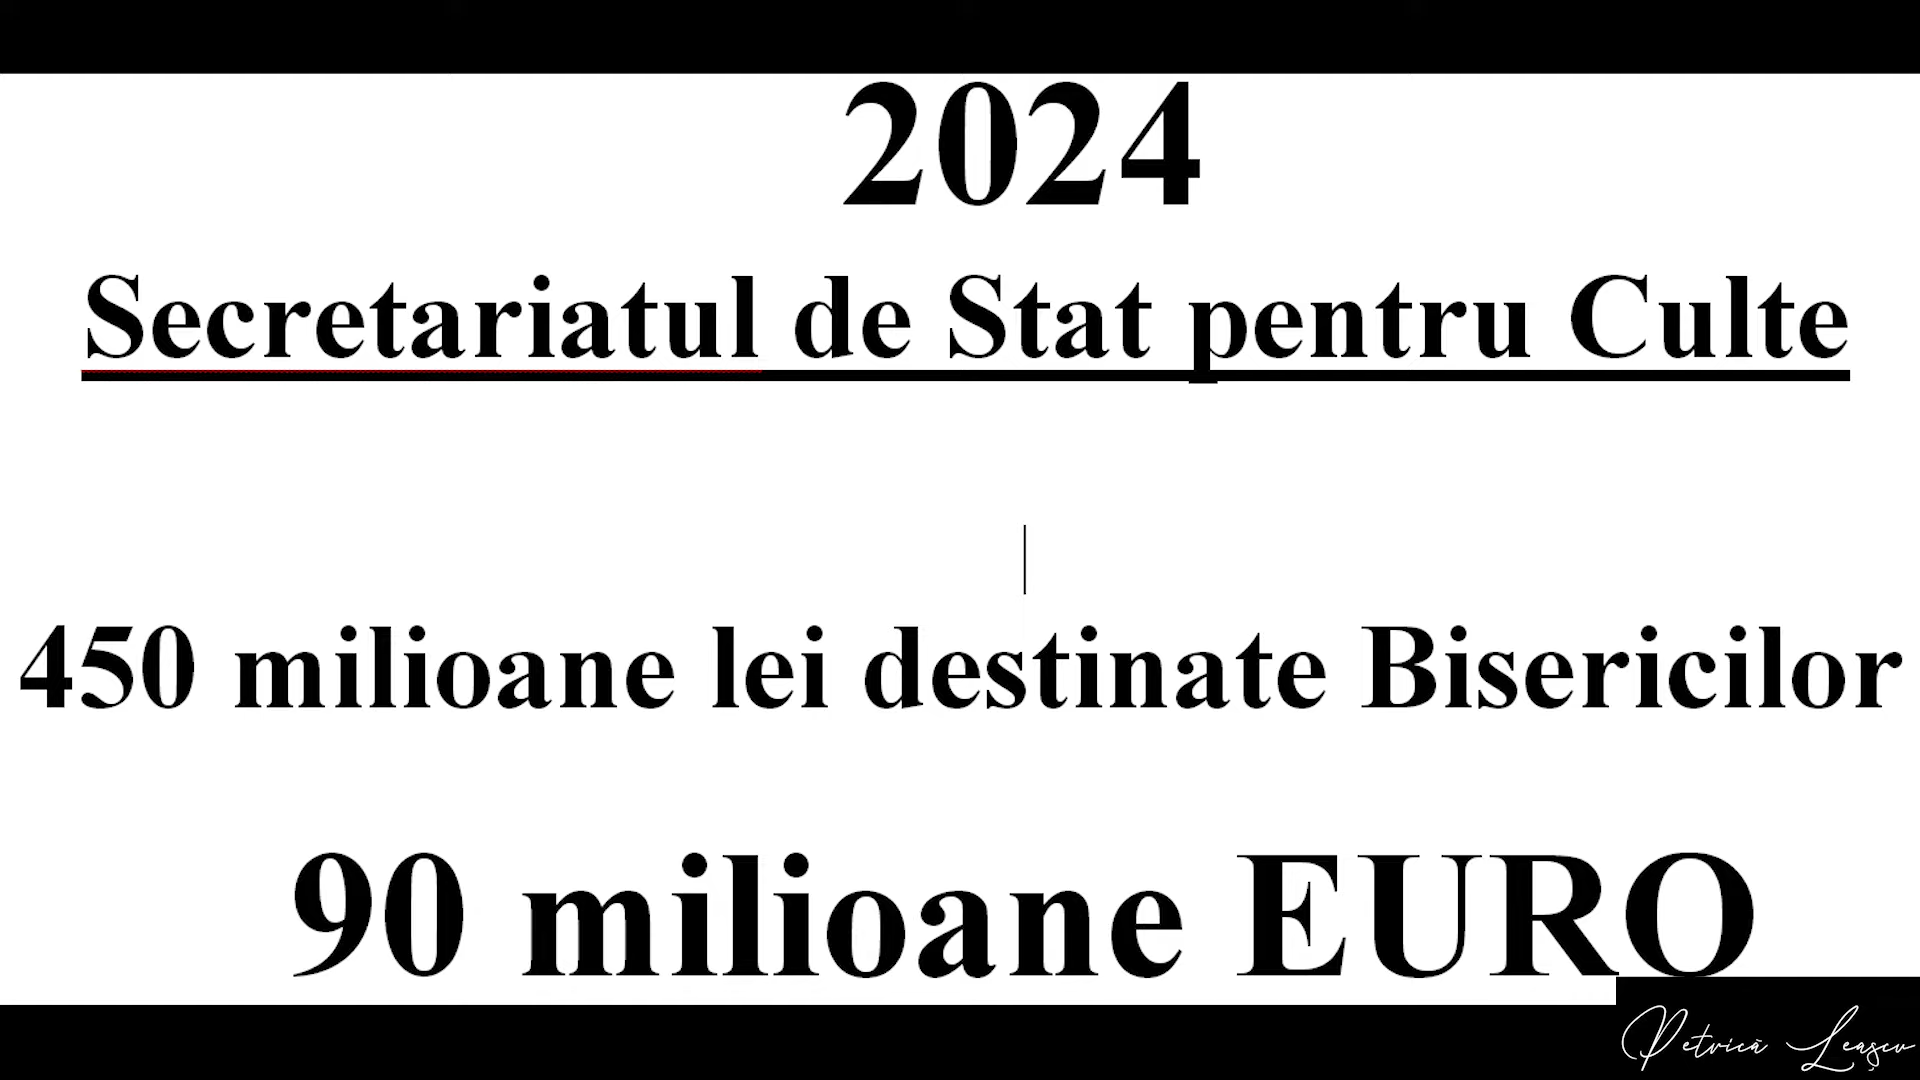 2024
Secretariatul de Stat pentru Culte
450 milioane lei destinate Bisericilor
90 milioane EURO
Petrică Leașcu